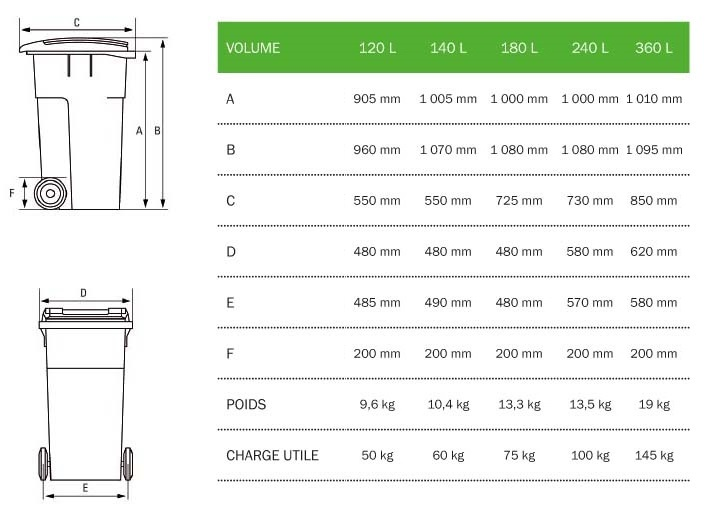 C
A
B
F
D
E
VOLUME 120 L 140 L 180 L 240 L 360 L
A 905 mm 1 005 mm 1 000 mm 1 000 mm 1 010 mm
B 960 mm 1 070 mm 1 080 mm 1 080 mm 1 095 mm
C 550 mm 550 mm 725 mm 730 mm 850 mm
D 480 mm 480 mm 480 mm 580 mm 620 mm
E 485 mm 490 mm 480 mm 570 mm 580 mm
F 200 mm 200 mm 200 mm 200 mm 200 mm
POIDS 9,6 kg 10,4 kg 13,3 kg 13,5 kg 19 kg
CHARGE UTILE 50 kg 60 kg 75 kg 100 kg 145 kg